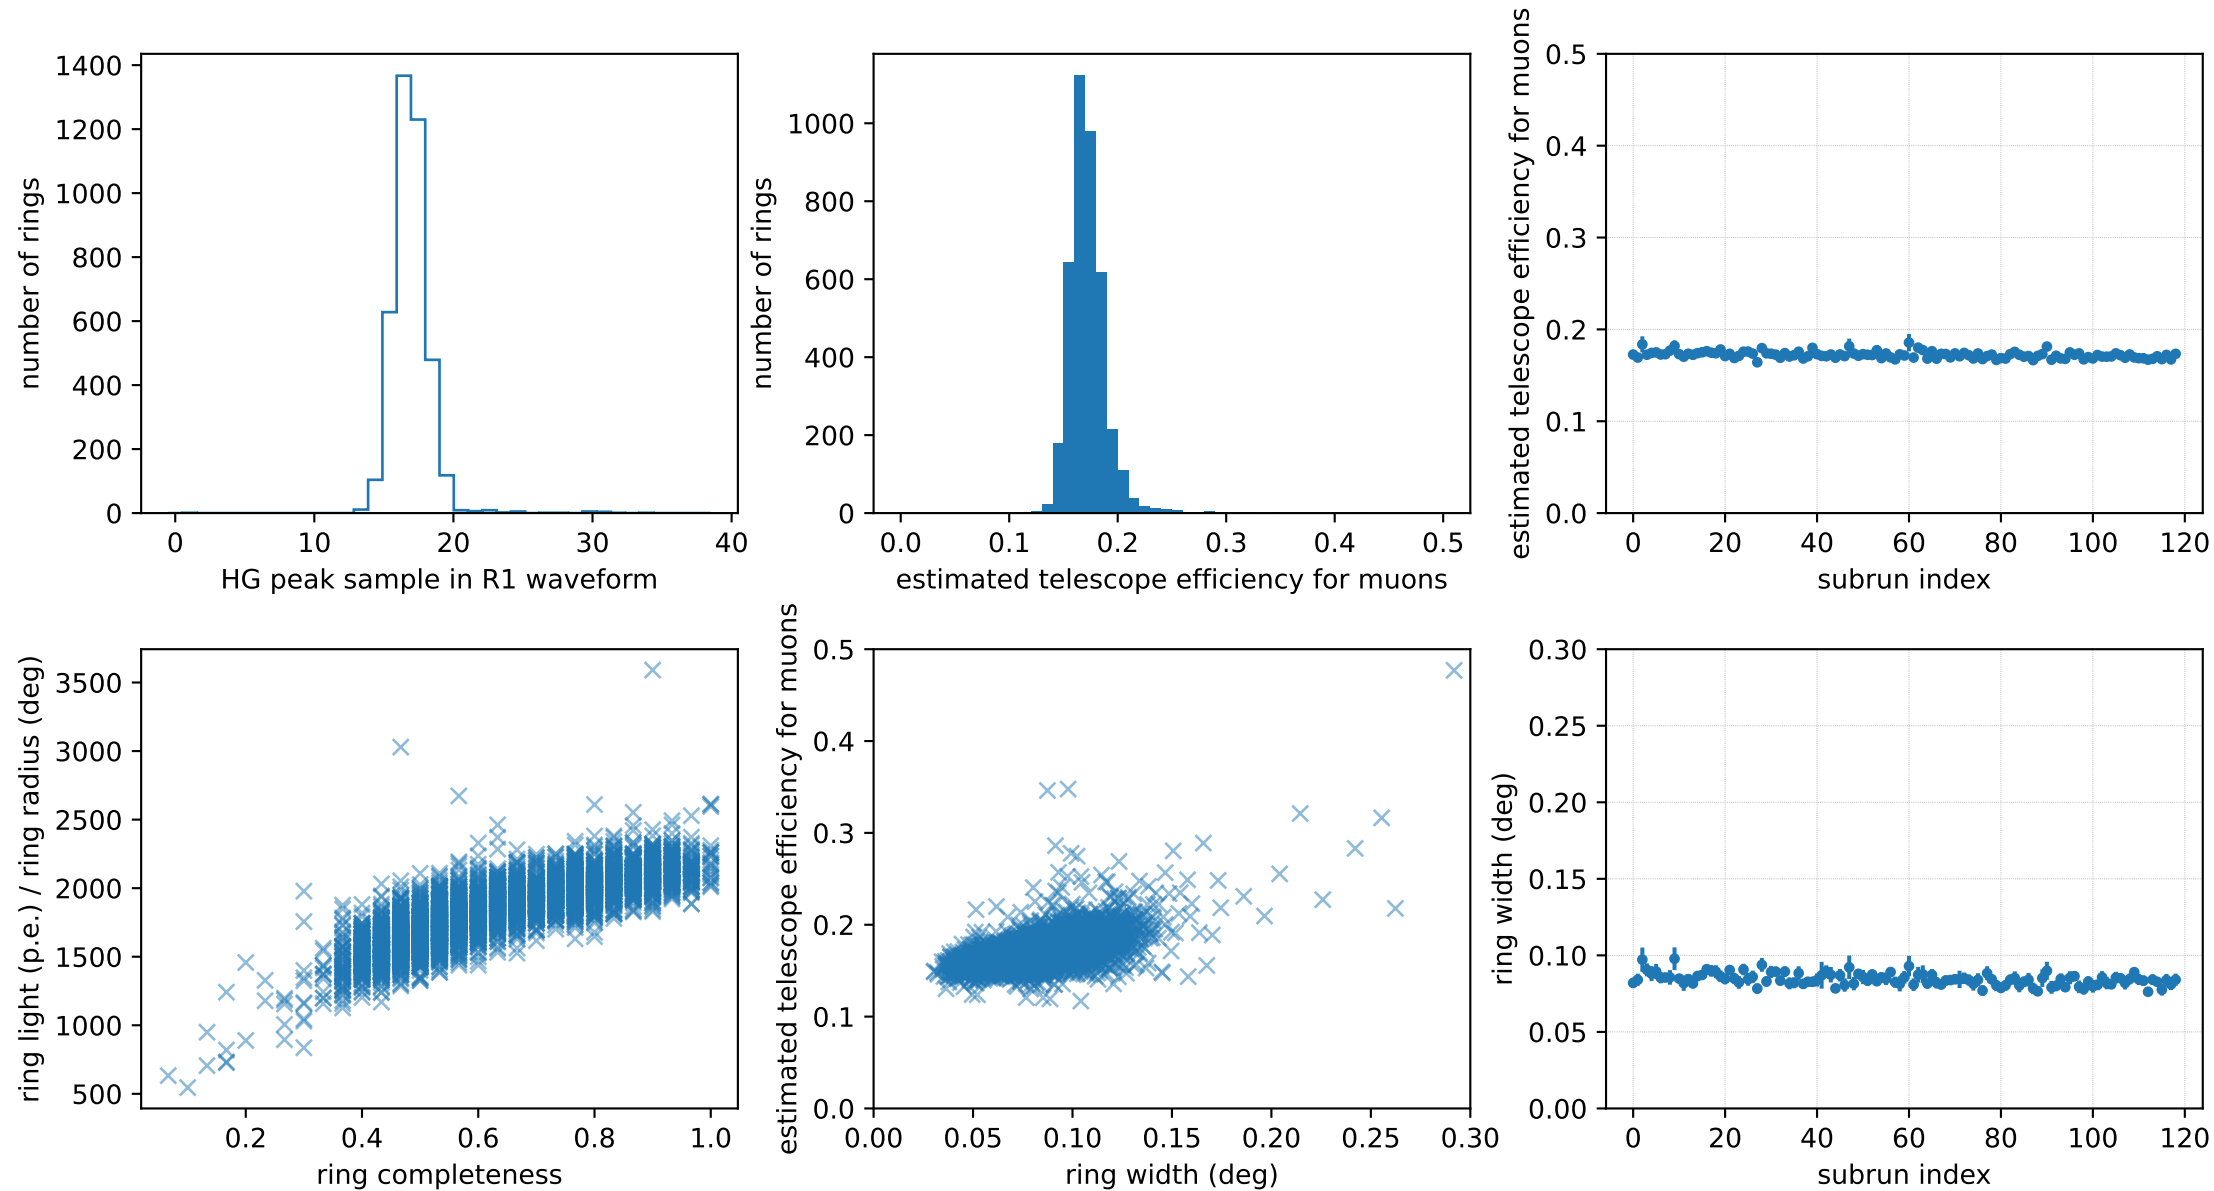 1400
1200
1000
800
600
400
200
0
number of rings
0 10 20 30 40
HG peak sample in R1 waveform
1000
800
600
400
200
0
number of rings
0.0 0.1 0.2 0.3 0.4 0.5
estimated telescope efficiency for muons
0.5
0.4
0.3
0.2
0.1
0.0
estimated telescope efficiency for muons
0 20 40 60 80 100 120
subrun index
3500
3000
2500
2000
1500
1000
500
ring light (p.e.) / ring radius (deg)
0.2 0.4 0.6 0.8 1.0
ring completeness
0.5
0.4
0.3
0.2
0.1
0.0
estimated telescope efficiency for muons
0.00 0.05 0.10 0.15 0.20 0.25 0.30
ring width (deg)
0.30
0.25
0.20
0.15
0.10
0.05
0.00
ring width (deg)
0 20 40 60 80 100 120
subrun index